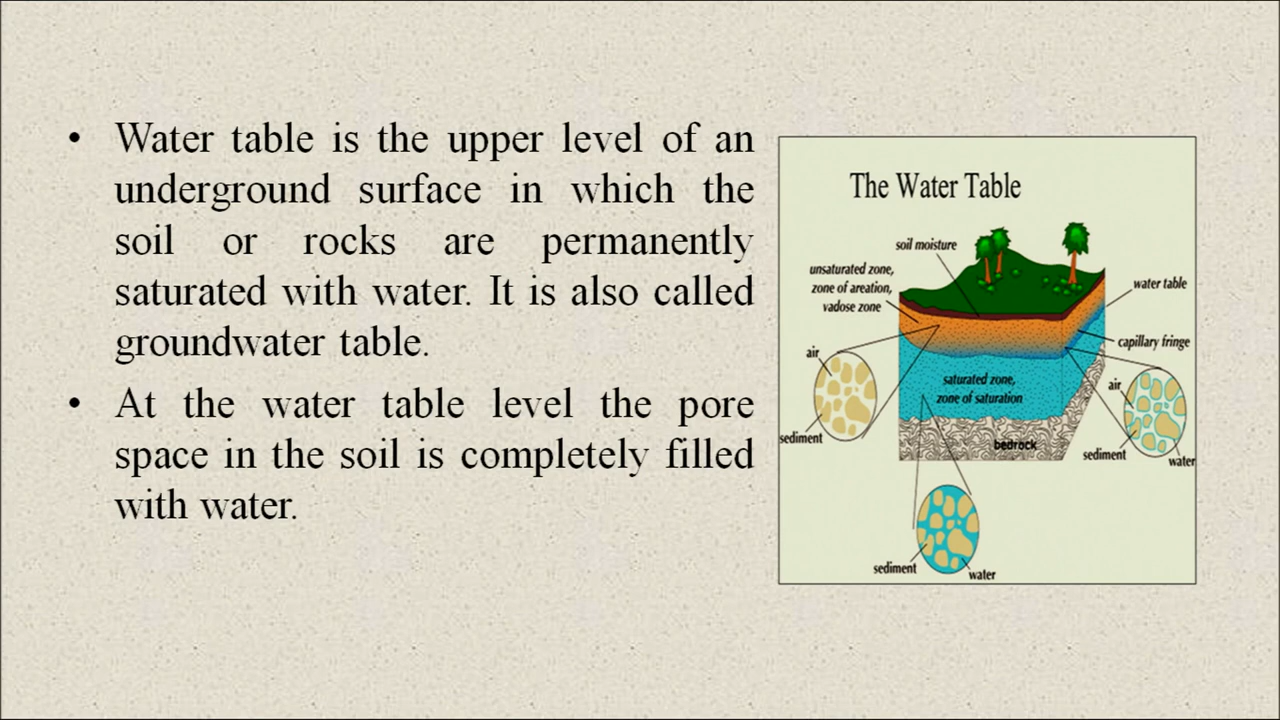 • Water table is the upper level of an
underground surface in which the
soil or rocks are permanently
saturated with water. It is also called
groundwater table.
• At the water table level the pore
space in the soil is completely filled
with water.
The Water Table
soil moisture
unsaturated zone,
zone of areation,
vadose zone
water table
capillary fringe
air
air
saturated zone,
zone of saturation
sediment
bedrock
sediment
water
sediment
water